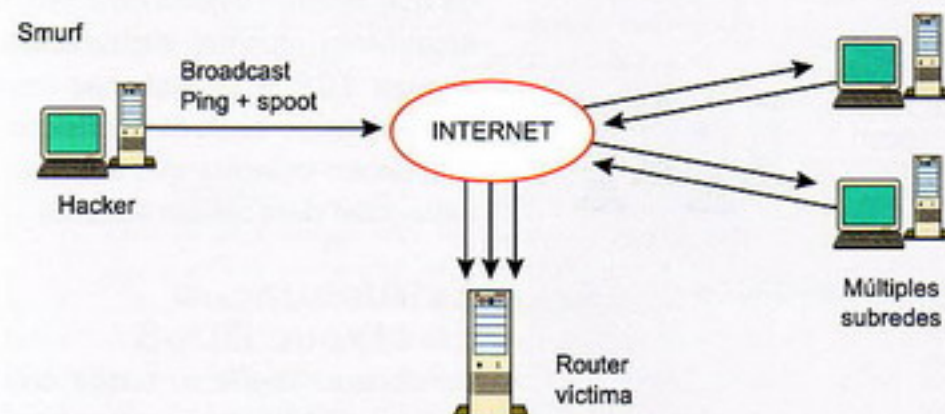 Smurf
Broadcast
Ping + spoot
INTERNET
Hacker
Múltiples
subredes
Router
víctima